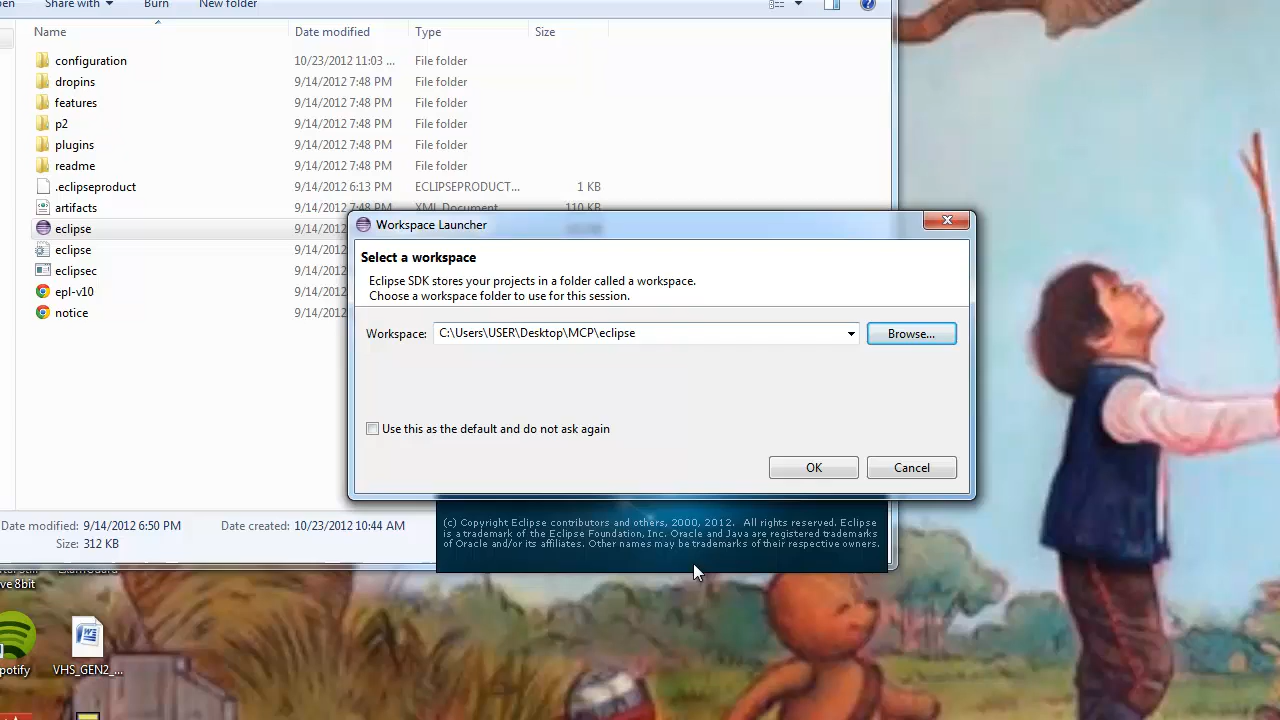 Share with
Burn
New folder
Name
Date modified
Type
Size
configuration
10/23/2012 11:03 ...
File folder
dropins
9/14/2012 7:48 PM
File folder
features
9/14/2012 7:48 PM
File folder
p2
9/14/2012 7:48 PM
File folder
plugins
9/14/2012 7:48 PM
File folder
readme
9/14/2012 7:48 PM
File folder
.eclipseproduct
9/14/2012 6:13 PM
ECLIPSEPRODUCT...
1 KB
artifacts
9/14/2012 7:48 PM
XML Document
110 KB
eclipse
9/14/2012
eclipse
9/14/2012
eclipsec
9/14/2012
epl-v10
9/14/2012
notice
9/14/2012
Workspace Launcher
Select a workspace
Eclipse SDK stores your projects in a folder called a workspace.
Choose a workspace folder to use for this session.
Workspace:
C:\Users\USER\Desktop\MCP\eclipse
Browse...
Use this as the default and do not ask again
OK
Cancel
(c) Copyright Eclipse contributors and others, 2000, 2012. All rights reserved. Eclipse
is a trademark of the Eclipse Foundation, Inc. Oracle and Java are registered trademarks
of Oracle and/or its affiliates. Other names may be trademarks of their respective owners.
Date modified: 9/14/2012 6:50 PM
Date created: 10/23/2012 10:44 AM
Size: 312 KB
ve 8bit
potify
VHS_GEN2_...